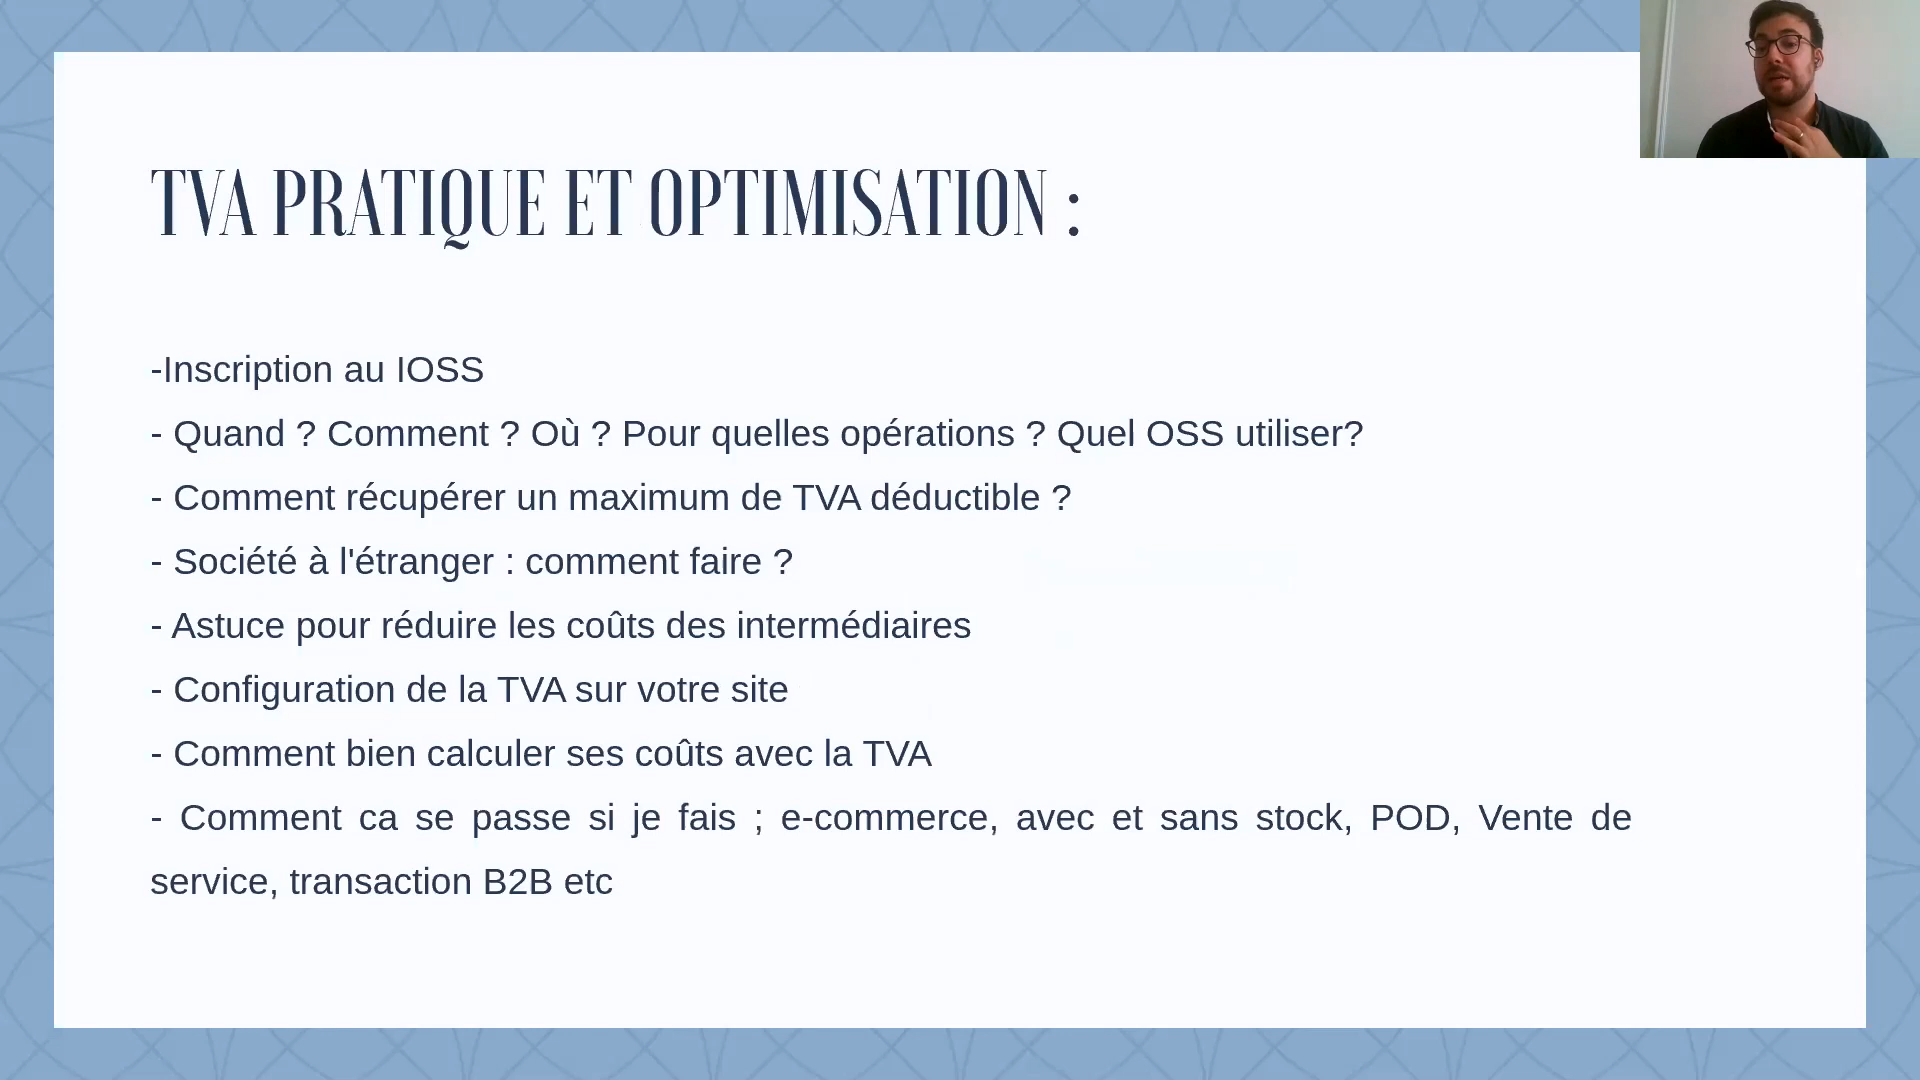 TVA PRATIQUE ET OPTIMISATION :
-Inscription au IOSS
- Quand ? Comment ? Où ? Pour quelles opérations ? Quel OSS utiliser?
- Comment récupérer un maximum de TVA déductible ?
- Société à l'étranger : comment faire ?
- Astuce pour réduire les coûts des intermédiaires
- Configuration de la TVA sur votre site
- Comment bien calculer ses coûts avec la TVA
- Comment ca se passe si je fais ; e-commerce, avec et sans stock, POD, Vente de
service, transaction B2B etc